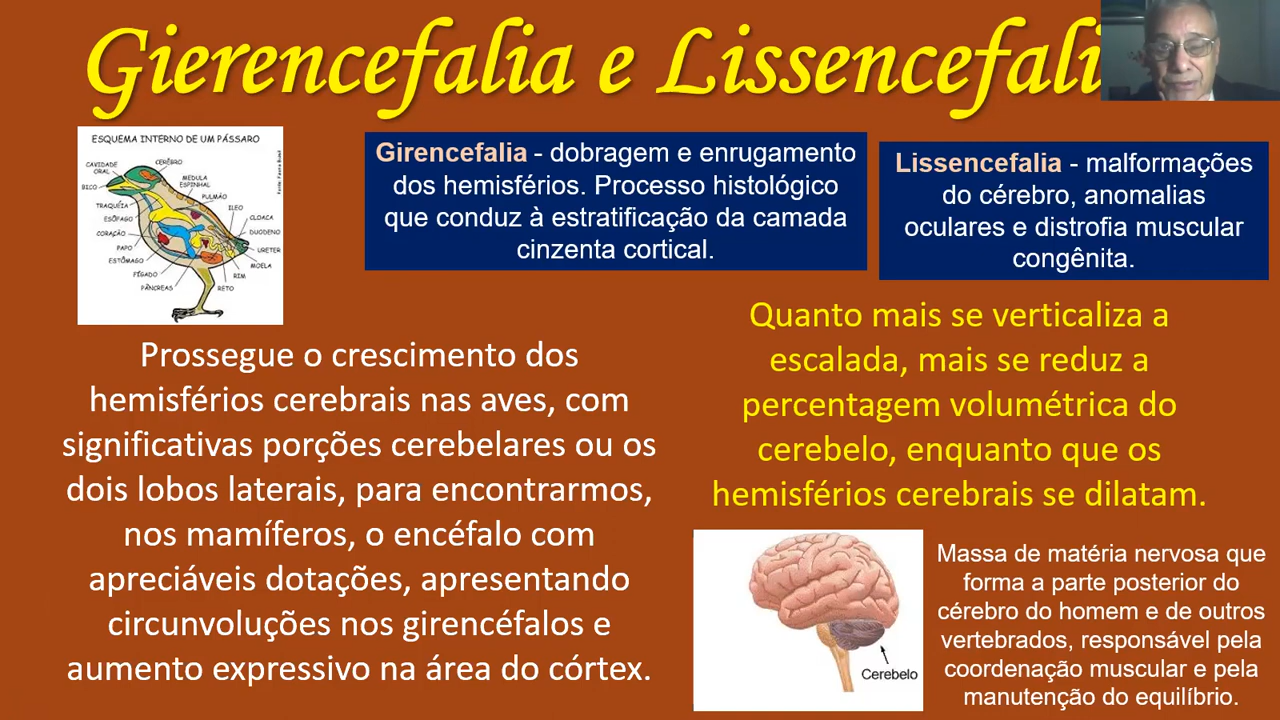 Gierencefalia e Lissencefali
ESQUEMA INTERNO DE UM PÁSSARO
CAVIDADE
ORAL
CÉREBRO
BICO
MEDULA
ESPINHAL
PULMÃO
TRAQUÉIA
ILEO
ESÔFAGO
CLOACA
CORAÇÃO
DUODENO
PAPO
URETER
ESTÔMAGO
MOELA
FÍGADO
RIM
PÂNCREAS
RETO
Girencefalia - dobragem e enrugamento
dos hemisférios. Processo histológico
que conduz à estratificação da camada
cinzenta cortical.
Lissencefalia - malformações
do cérebro, anomalias
oculares e distrofia muscular
congênita.
Prossegue o crescimento dos
hemisférios cerebrais nas aves, com
significativas porções cerebelares ou os
dois lobos laterais, para encontrarmos,
nos mamíferos, o encéfalo com
apreciáveis dotações, apresentando
circunvoluções nos girencéfalos e
aumento expressivo na área do córtex.
Quanto mais se verticaliza a
escalada, mais se reduz a
percentagem volumétrica do
cerebelo, enquanto que os
hemisférios cerebrais se dilatam.
Cerebelo
Massa de matéria nervosa que
forma a parte posterior do
cérebro do homem e de outros
vertebrados, responsável pela
coordenação muscular e pela
manutenção do equilíbrio.